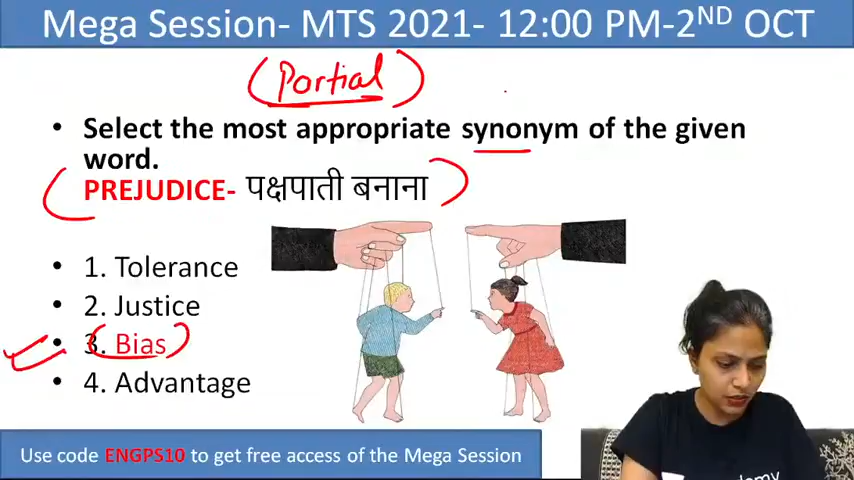 Mega Session- MTS 2021- 12:00 PM-2ND OCT
(Partial)
• Select the most appropriate synonym of the given
word.
PREJUDICE- पक्षपाती बनाना
• 1. Tolerance
• 2. Justice
• 3. Bias
• 4. Advantage
Use code ENGPS10 to get free access of the Mega Session